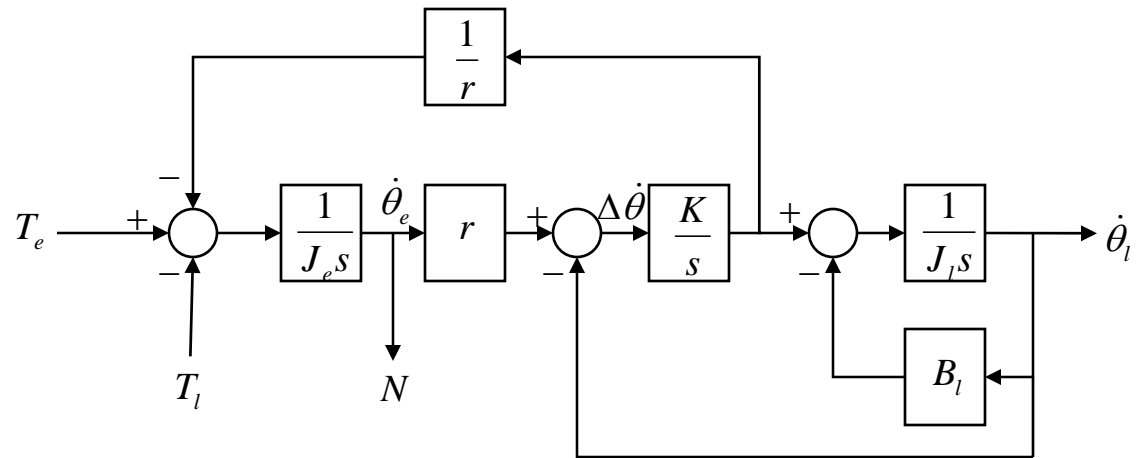 1
r
−
T_e
+
−
1
J_e s
θ̇_e
r
+
−
Δθ̇
K
s
+
−
1
J_l s
θ̇_l
B_l
T_l
N